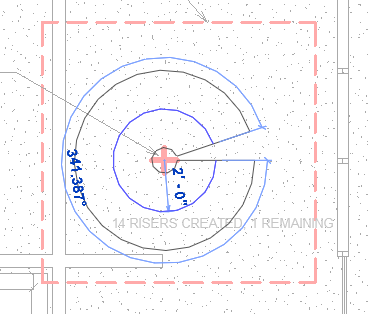 341.387°
2' - 0"
14 RISERS CREATED, 1 REMAINING